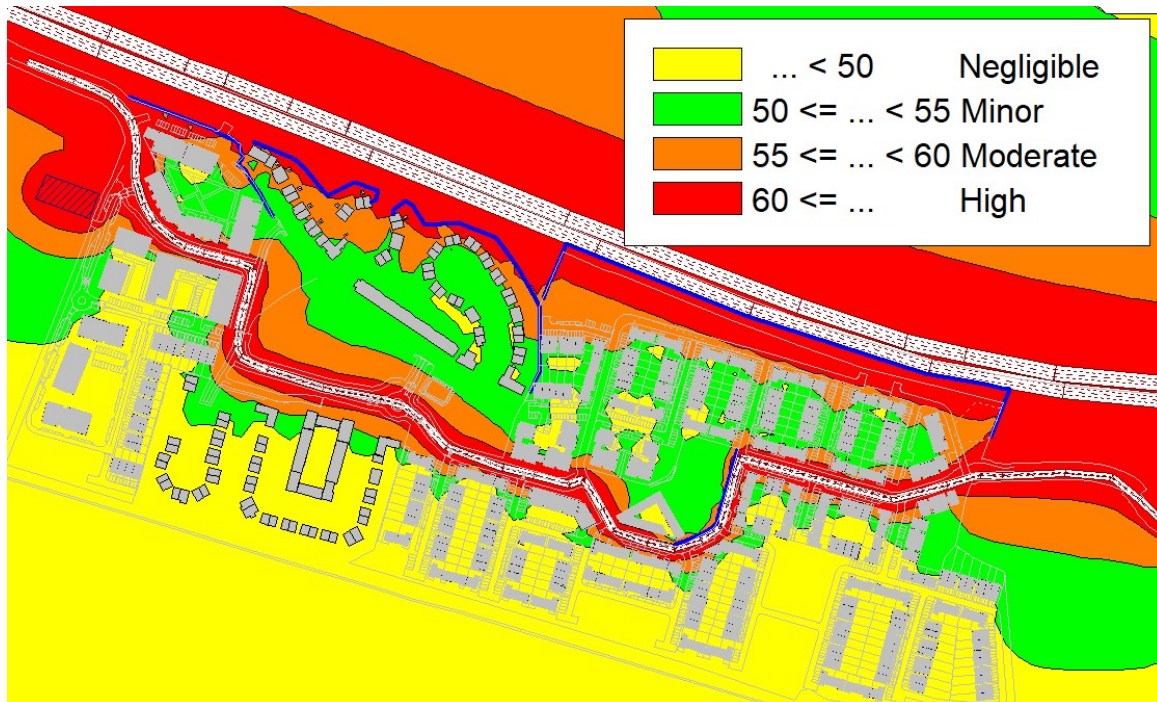 ... < 50 Negligible
50 <= ... < 55 Minor
55 <= ... < 60 Moderate
60 <= ... High